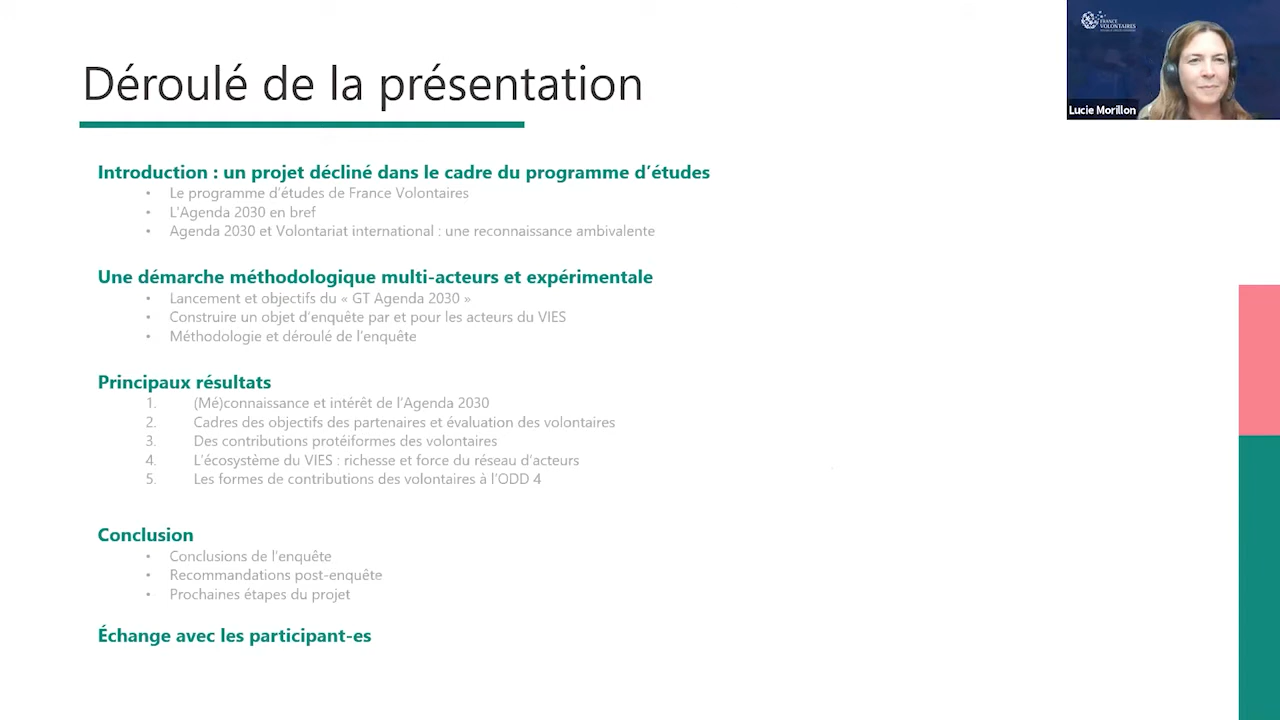 Déroulé de la présentation
FRANCE
VOLONTAIRES
Lucie Morillon
Introduction : un projet décliné dans le cadre du programme d’études
• Le programme d’études de France Volontaires
• L'Agenda 2030 en bref
• Agenda 2030 et Volontariat international : une reconnaissance ambivalente
Une démarche méthodologique multi-acteurs et expérimentale
• Lancement et objectifs du « GT Agenda 2030 »
• Construire un objet d’enquête par et pour les acteurs du VIES
• Méthodologie et déroulé de l'enquête
Principaux résultats
1. (Mé)connaissance et intérêt de l’Agenda 2030
2. Cadres des objectifs des partenaires et évaluation des volontaires
3. Des contributions protéiformes des volontaires
4. L’écosystème du VIES : richesse et force du réseau d’acteurs
5. Les formes de contributions des volontaires à l’ODD 4
Conclusion
• Conclusions de l’enquête
• Recommandations post-enquête
• Prochaines étapes du projet
Échange avec les participant-es